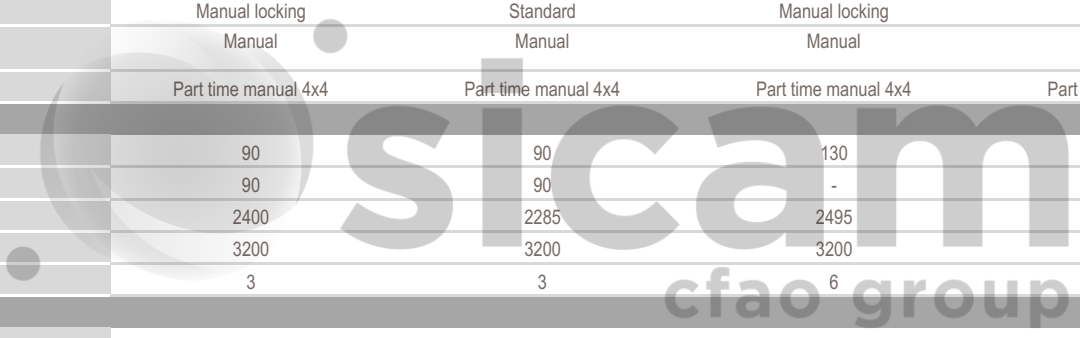 Manual locking Standard Manual locking
Manual Manual Manual
Part time manual 4x4 Part time manual 4x4 Part time manual 4x4 Part
90 90 130
90 90 -
2400 2285 2495
3200 3200 3200
3 3 6
sicam
cfao group